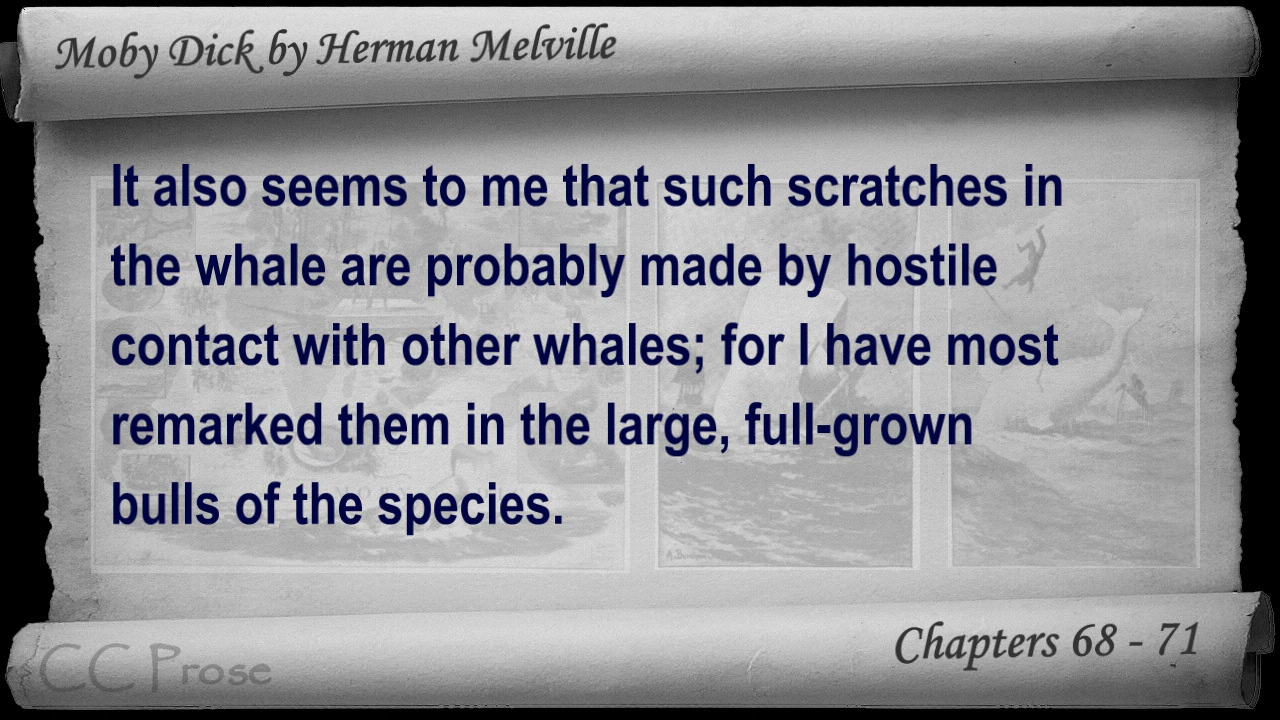 Moby Dick by Herman Melville
It also seems to me that such scratches in
the whale are probably made by hostile
contact with other whales; for I have most
remarked them in the large, full-grown
bulls of the species.
Chapters 68 - 71
CC Prose